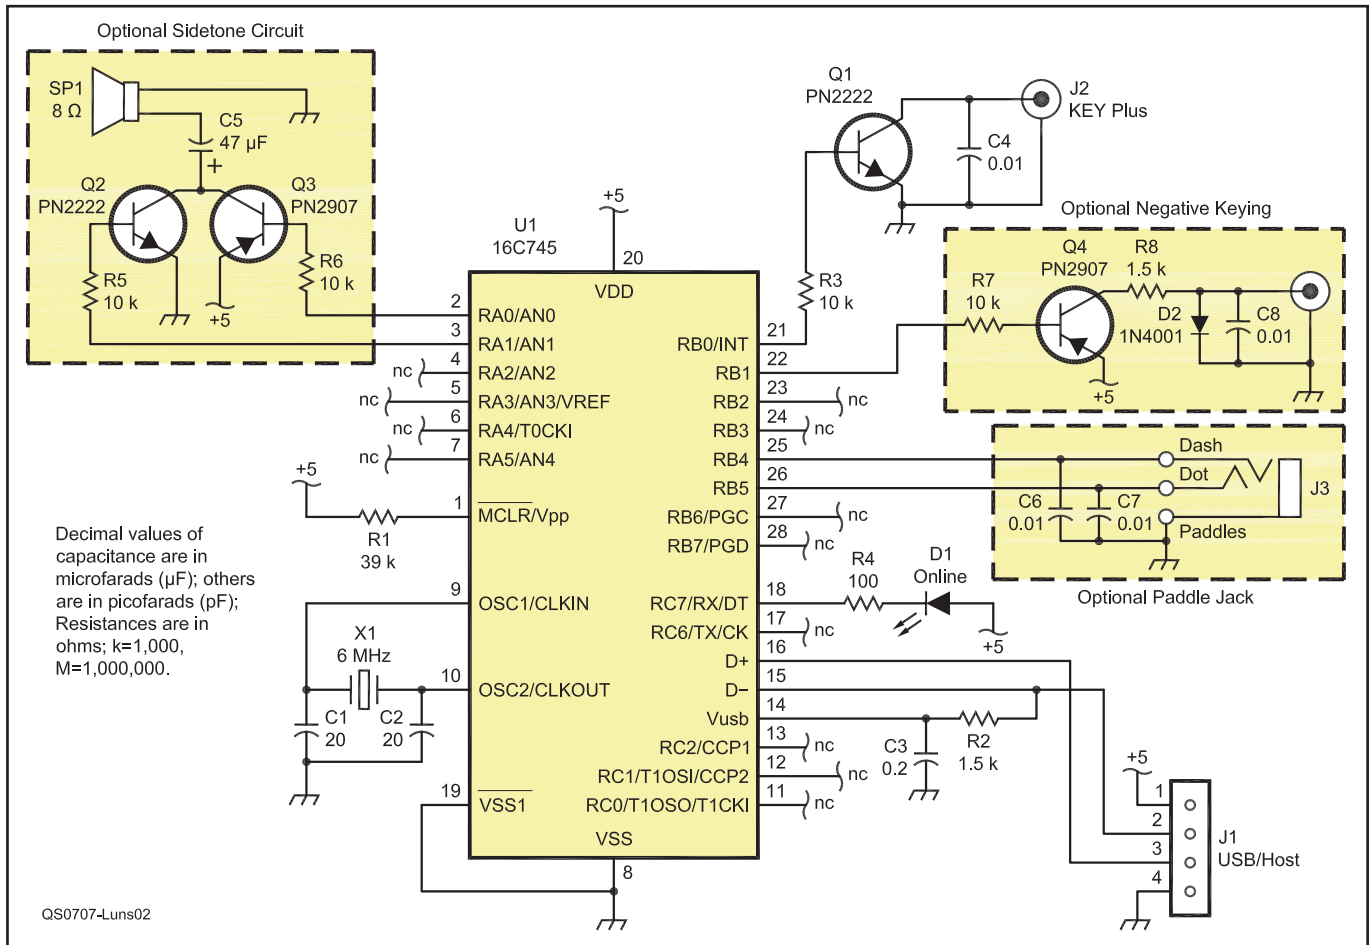 Optional Sidetone Circuit
SP1
8 Ω
C5
47 µF
+
Q2
PN2222
Q3
PN2907
R5
10 k
R6
10 k
+5
Q1
PN2222
J2
KEY Plus
C4
0.01
R3
10 k
Optional Negative Keying
Q4
PN2907
R8
1.5 k
R7
10 k
D2
1N4001
C8
0.01
+5
+5
U1
16C745
20
VDD
2
RA0/AN0
3
RA1/AN1
4
nc
RA2/AN2
5
nc
RA3/AN3/VREF
6
nc
RA4/T0CKI
7
nc
RA5/AN4
+5
1
MCLR/Vpp
R1
39 k
9
OSC1/CLKIN
X1
6 MHz
10
OSC2/CLKOUT
C1
20
C2
20
19
VSS1
VSS
8
21
RB0/INT
22
RB1
23
RB2
nc
24
RB3
nc
25
RB4
26
RB5
27
RB6/PGC
nc
28
RB7/PGD
nc
18
RC7/RX/DT
17
RC6/TX/CK
nc
16
D+
15
D−
14
Vusb
13
RC2/CCP1
nc
12
RC1/T1OSI/CCP2
nc
11
RC0/T1OSO/T1CKI
nc
Dash
Dot
Paddles
J3
C6
0.01
C7
0.01
Optional Paddle Jack
R4
100
D1
Online
+5
C3
0.2
R2
1.5 k
+5
1
2
3
4
J1
USB/Host
Decimal values of
capacitance are in
microfarads (µF); others
are in picofarads (pF);
Resistances are in
ohms; k=1,000,
M=1,000,000.
QS0707-Luns02